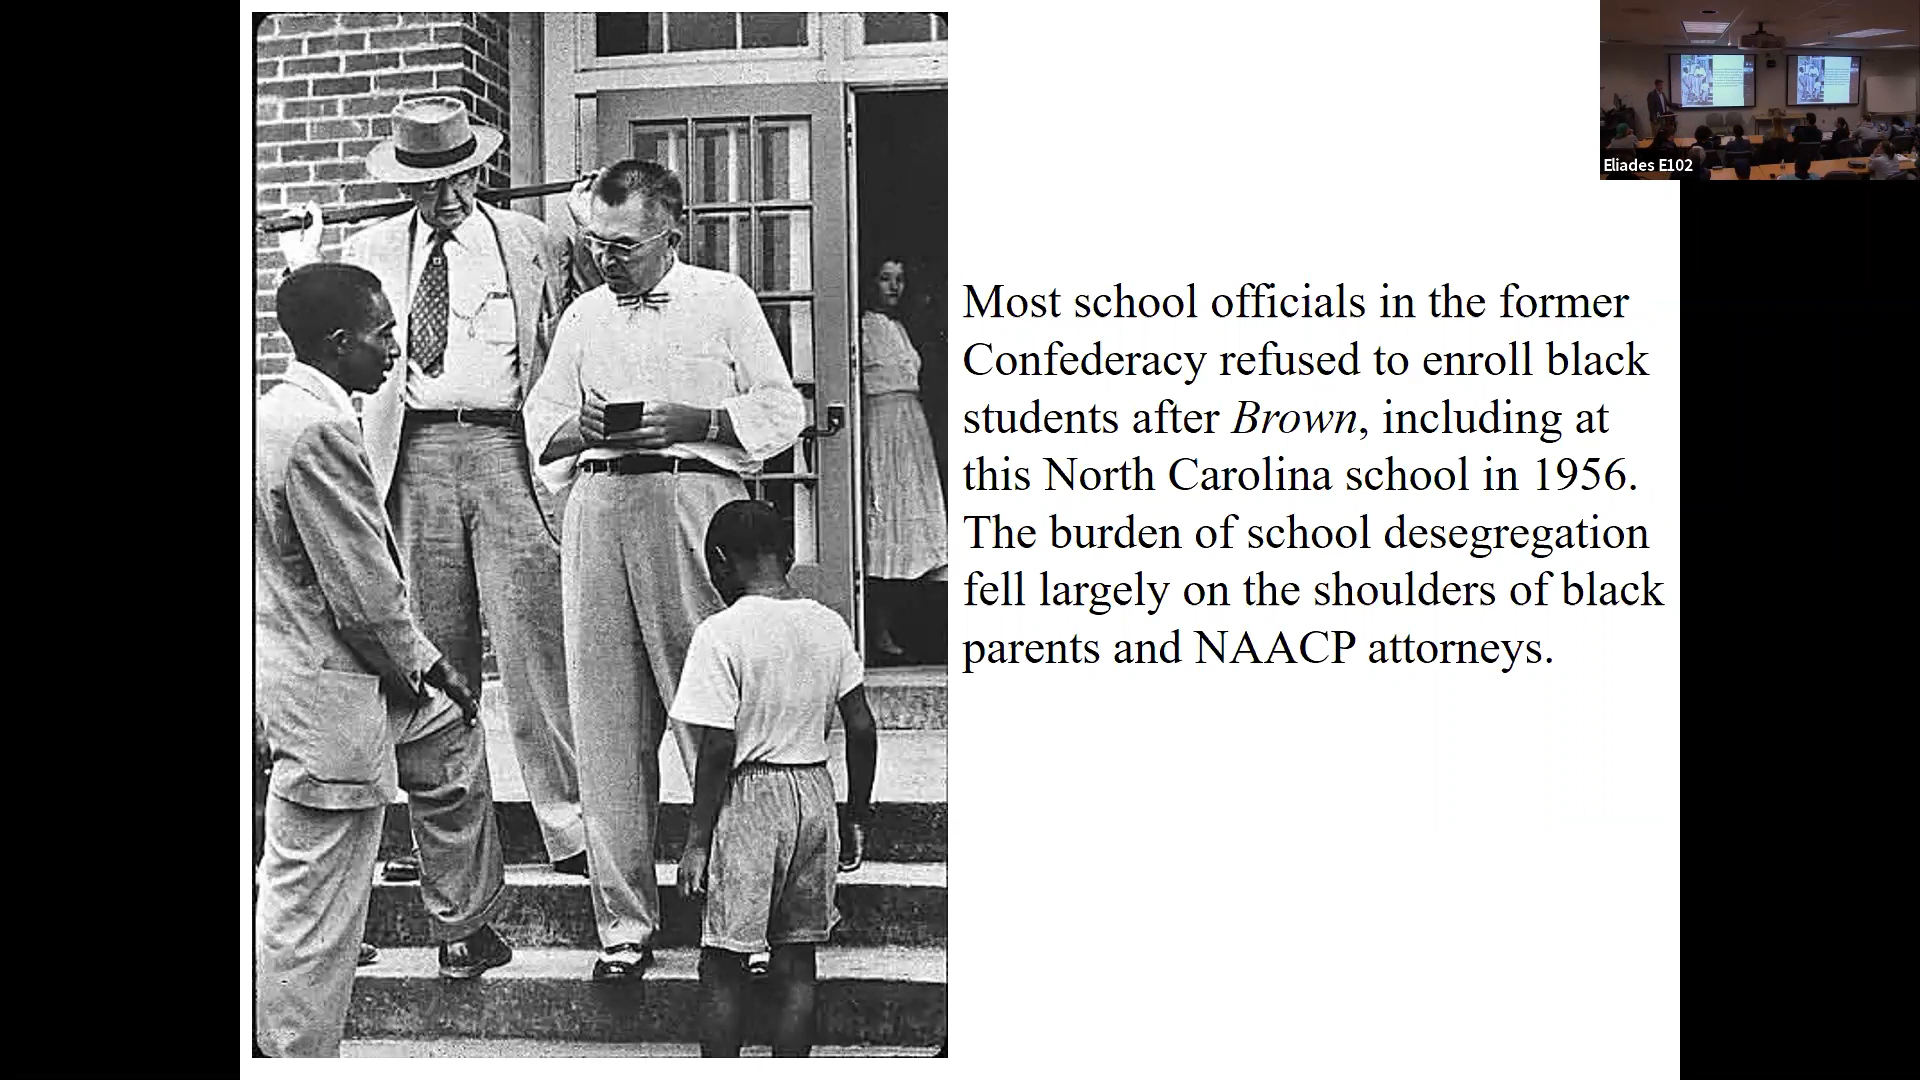 Eliades E102
Most school officials in the former
Confederacy refused to enroll black
students after Brown, including at
this North Carolina school in 1956.
The burden of school desegregation
fell largely on the shoulders of black
parents and NAACP attorneys.